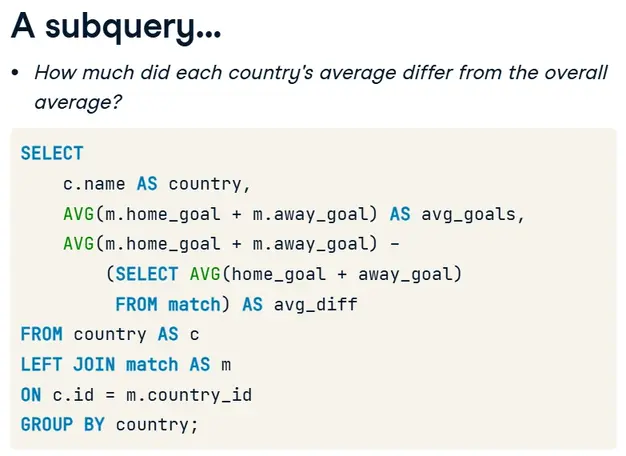 A subquery...
• How much did each country's average differ from the overall
average?
SELECT
    c.name AS country,
    AVG(m.home_goal + m.away_goal) AS avg_goals,
    AVG(m.home_goal + m.away_goal) -
        (SELECT AVG(home_goal + away_goal)
         FROM match) AS avg_diff
FROM country AS c
LEFT JOIN match AS m
ON c.id = m.country_id
GROUP BY country;